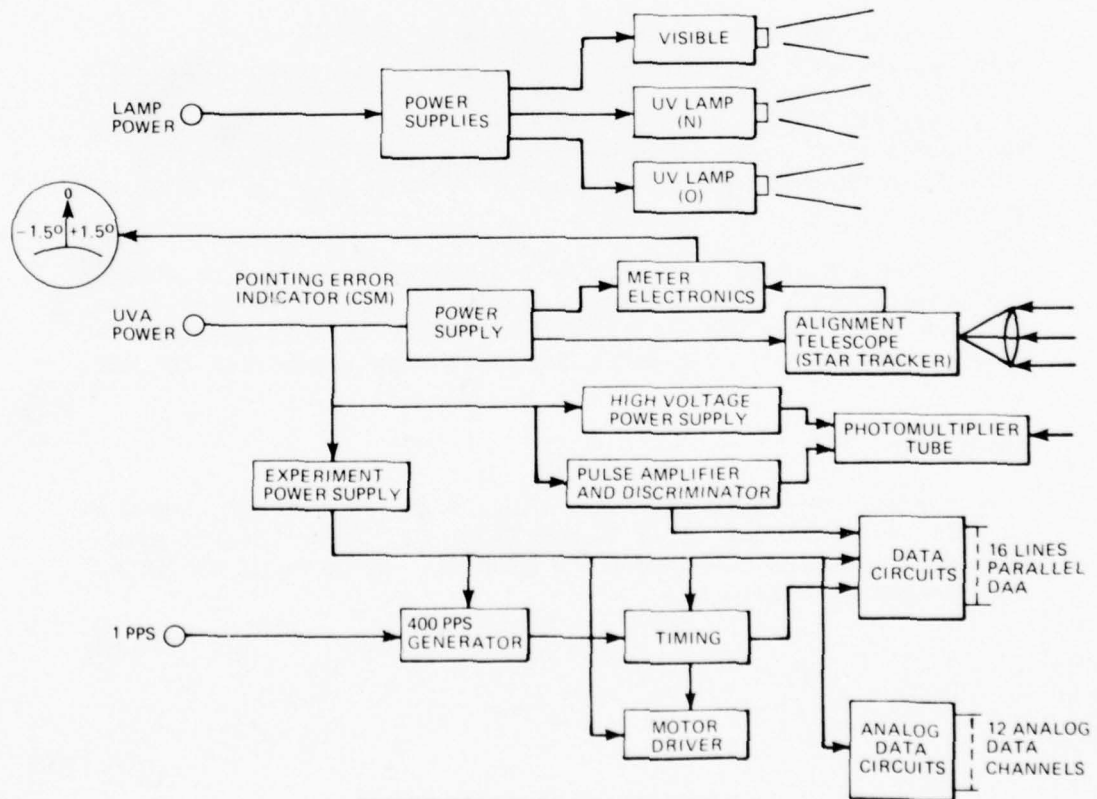 VISIBLE
LAMP
POWER
POWER
SUPPLIES
UV LAMP
(N)
UV LAMP
(O)
0
-1.5° +1.5°
POINTING ERROR
INDICATOR (CSM)
METER
ELECTRONICS
UVA
POWER
POWER
SUPPLY
ALIGNMENT
TELESCOPE
(STAR TRACKER)
HIGH VOLTAGE
POWER SUPPLY
PHOTOMULTIPLIER
TUBE
EXPERIMENT
POWER SUPPLY
PULSE AMPLIFIER
AND DISCRIMINATOR
DATA
CIRCUITS
16 LINES
PARALLEL
DAA
1 PPS
400 PPS
GENERATOR
TIMING
MOTOR
DRIVER
ANALOG
DATA
CIRCUITS
12 ANALOG
DATA
CHANNELS